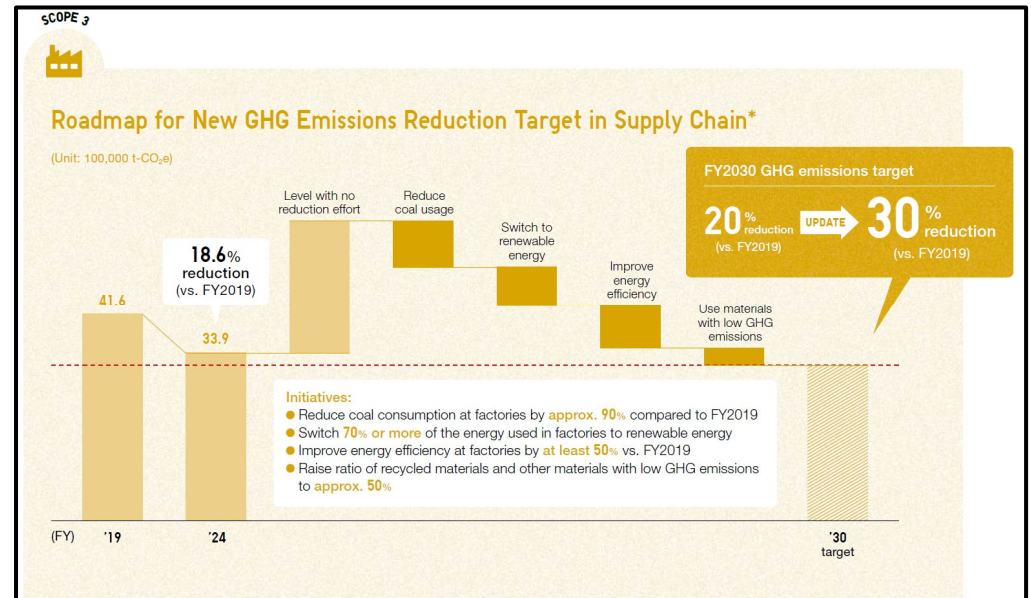 SCOPE 3
Roadmap for New GHG Emissions Reduction Target in Supply Chain*
(Unit: 100,000 t-CO₂e)
FY2030 GHG emissions target
20% reduction (vs. FY2019)
UPDATE
30% reduction (vs. FY2019)
Level with no
reduction effort
Reduce
coal usage
Switch to
renewable
energy
Improve
energy
efficiency
Use materials
with low GHG
emissions
18.6%
reduction
(vs. FY2019)
41.6
33.9
Initiatives:
● Reduce coal consumption at factories by approx. 90% compared to FY2019
● Switch 70% or more of the energy used in factories to renewable energy
● Improve energy efficiency at factories by at least 50% vs. FY2019
● Raise ratio of recycled materials and other materials with low GHG emissions
to approx. 50%
(FY) '19 '24 '30
target